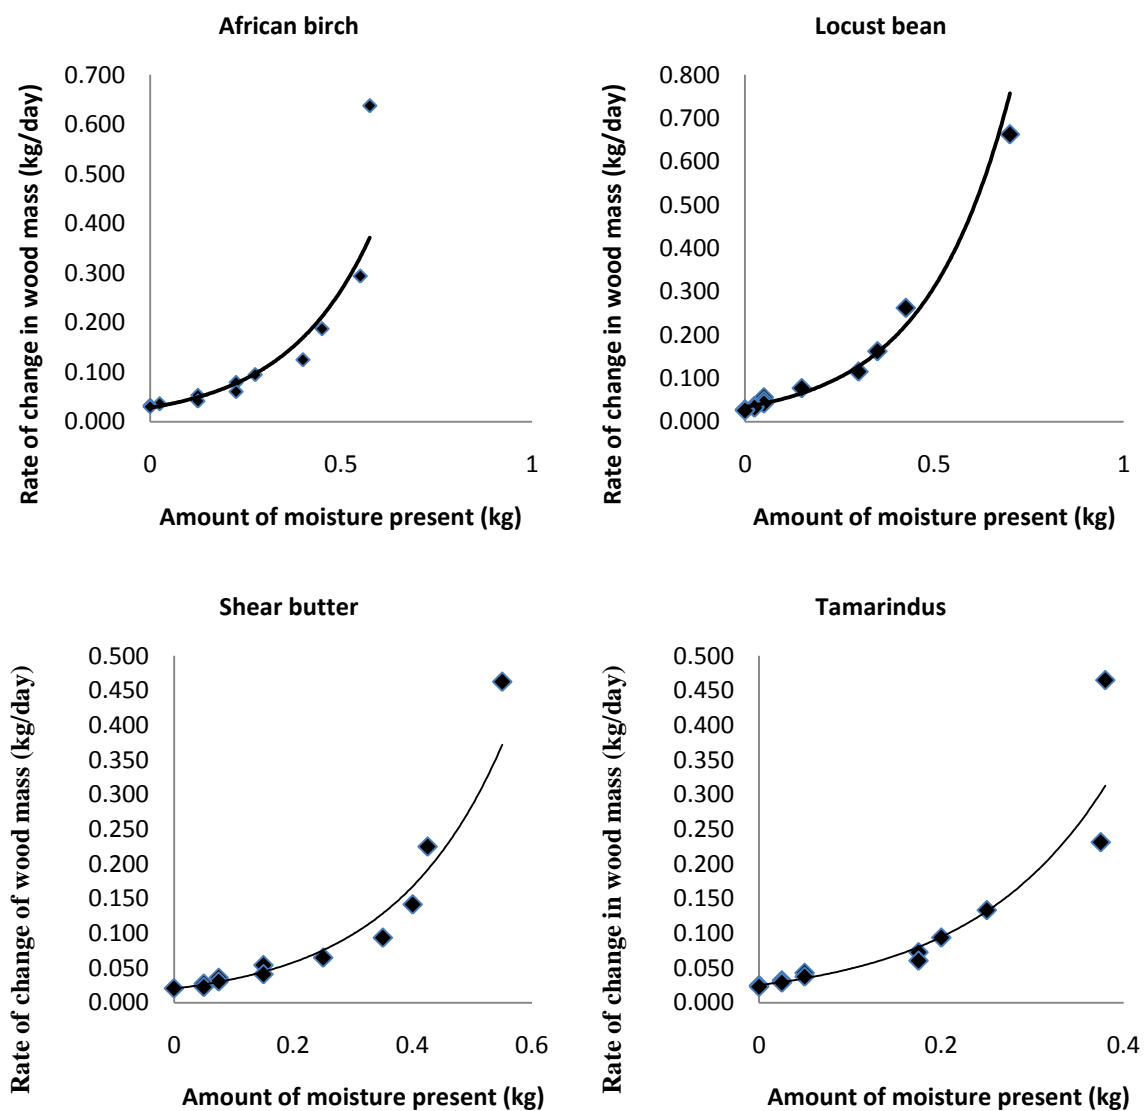 African birch
Rate of change in wood mass (kg/day)
0.700
0.600
0.500
0.400
0.300
0.200
0.100
0.000
0 0.5 1
Amount of moisture present (kg)
Locust bean
Rate of change in wood mass (kg/day)
0.800
0.700
0.600
0.500
0.400
0.300
0.200
0.100
0.000
0 0.5 1
Amount of moisture present (kg)
Shear butter
Rate of change of wood mass (kg/day)
0.500
0.450
0.400
0.350
0.300
0.250
0.200
0.150
0.100
0.050
0.000
0 0.2 0.4 0.6
Amount of moisture present (kg)
Tamarindus
Rate of change in wood mass (kg/day)
0.500
0.450
0.400
0.350
0.300
0.250
0.200
0.150
0.100
0.050
0.000
0 0.2 0.4
Amount of moisture present (kg)